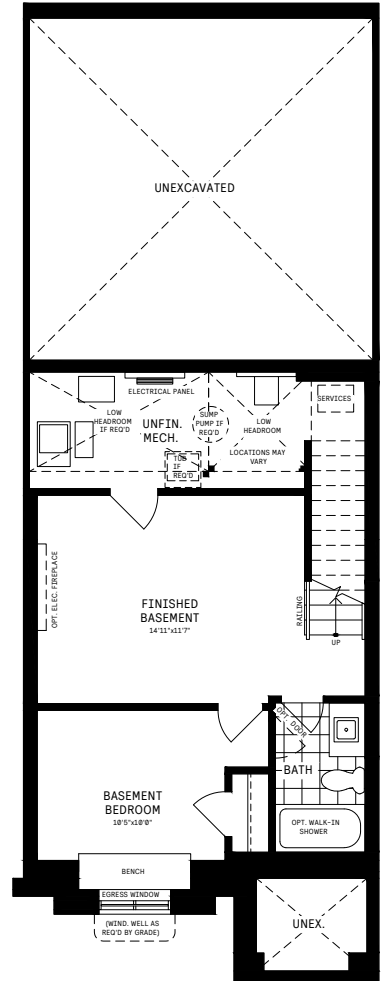 UNEXCAVATED
ELECTRICAL PANEL
SERVICES
LOW
HEADROOM
IF REQ'D
UNFIN.
MECH.
SUMP
PUMP IF
REQ'D
LOW
HEADROOM
LOCATIONS MAY
VARY
TUB
IF
REQ'D
OPT. ELEC. FIREPLACE
FINISHED
BASEMENT
14'11"x11'7"
RAILING
UP
OPT. DOOR
BATH
BASEMENT
BEDROOM
10'5"x10'0"
OPT. WALK-IN
SHOWER
BENCH
EGRESS WINDOW
(WIND. WELL AS
REQ'D BY GRADE)
UNEX.